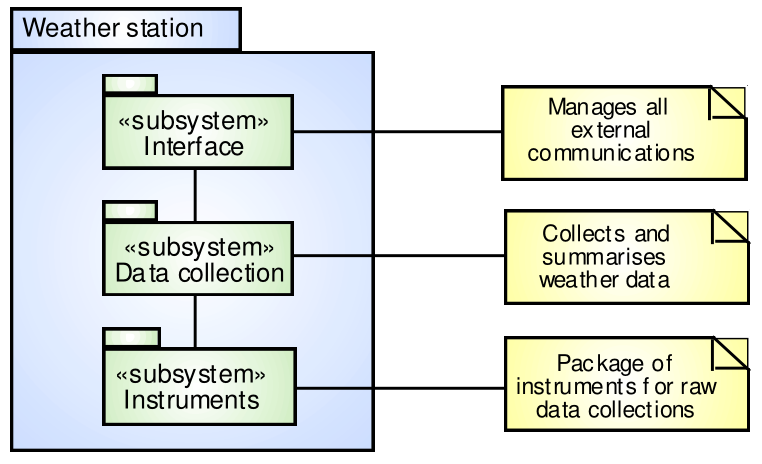 Weather station
«subsystem»
Interface
Manages all
external
communications
«subsystem»
Data collection
Collects and
summarises
weather data
«subsystem»
Instruments
Package of
instruments for raw
data collections